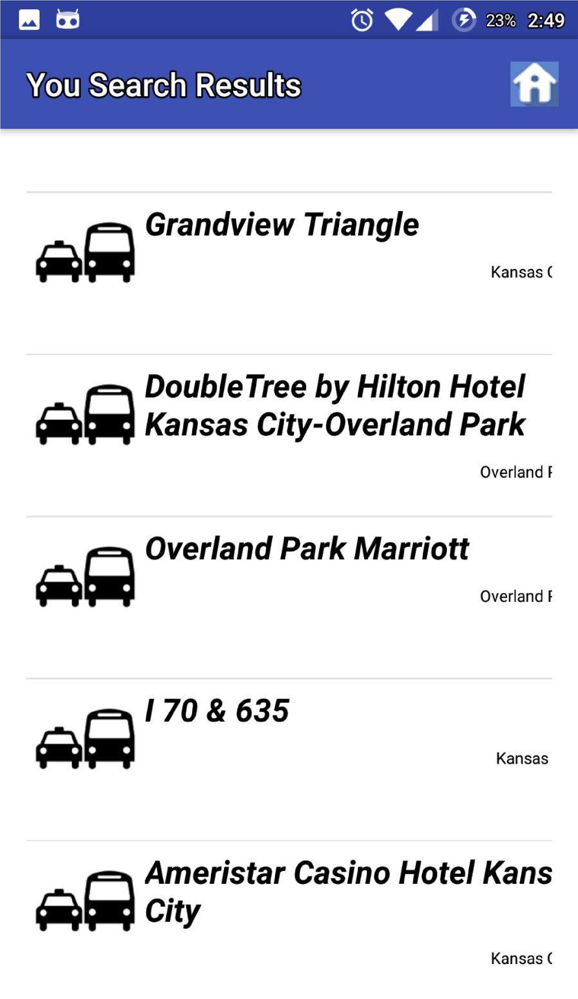 23% 2:49
You Search Results
Grandview Triangle
Kansas
DoubleTree by Hilton Hotel
Kansas City-Overland Park
Overland
Overland Park Marriott
Overland
I 70 & 635
Kansas
Ameristar Casino Hotel Kans
City
Kansas